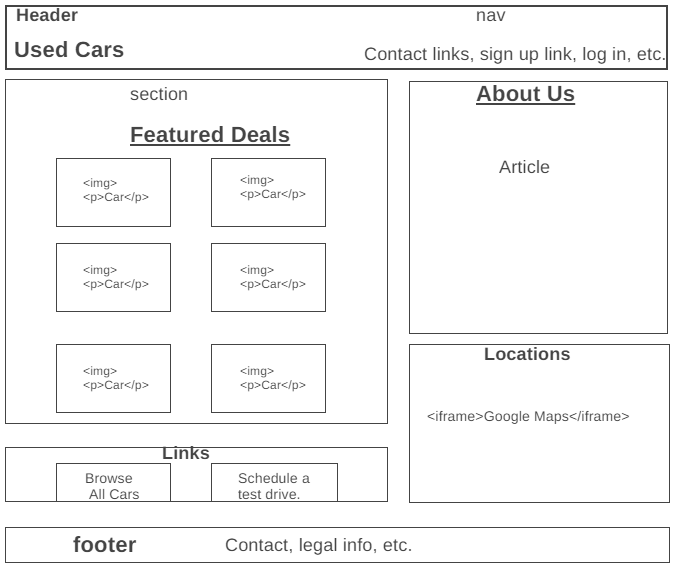 Header
nav
Used Cars
Contact links, sign up link, log in, etc.
section
Featured Deals
<img>
<p>Car</p>
<img>
<p>Car</p>
<img>
<p>Car</p>
<img>
<p>Car</p>
<img>
<p>Car</p>
<img>
<p>Car</p>
About Us
Article
Locations
<iframe>Google Maps</iframe>
Links
Browse
All Cars
Schedule a
test drive.
footer
Contact, legal info, etc.